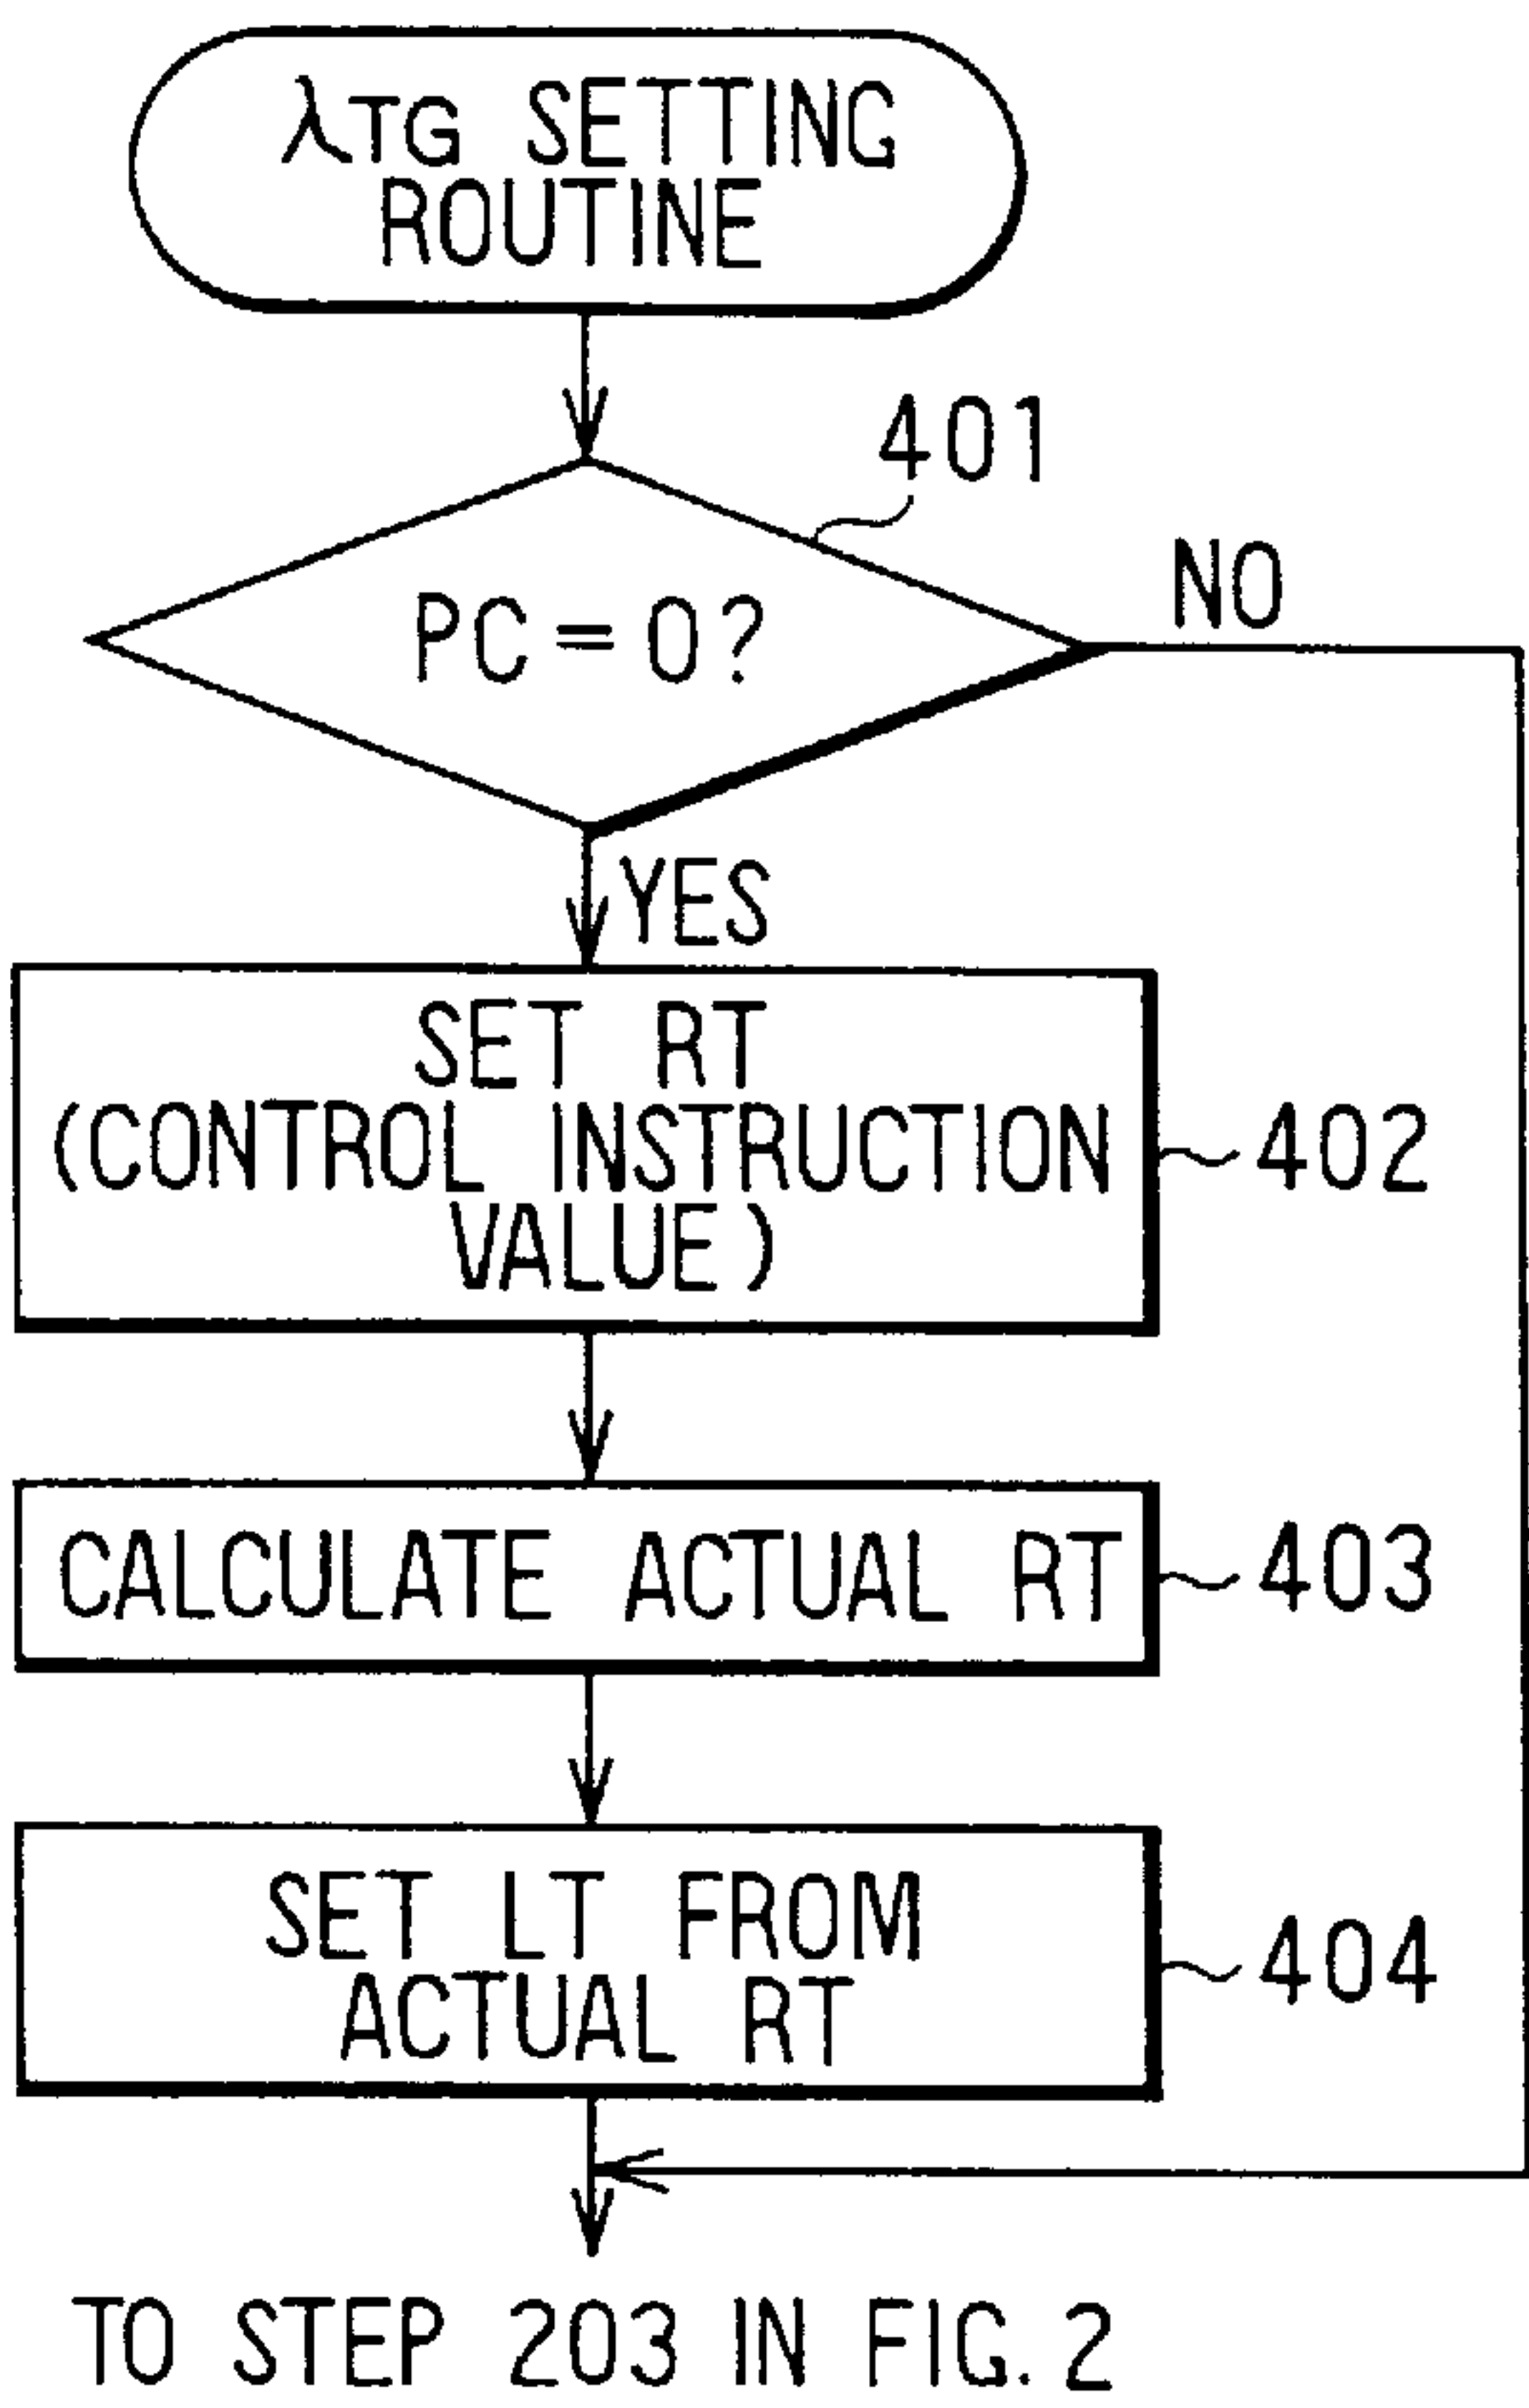 λTG SETTING
ROUTINE
401
NO
PC=0?
YES
SET RT
(CONTROL INSTRUCTION
VALUE)
402
CALCULATE ACTUAL RT
403
SET LT FROM
ACTUAL RT
404
TO STEP 203 IN FIG. 2